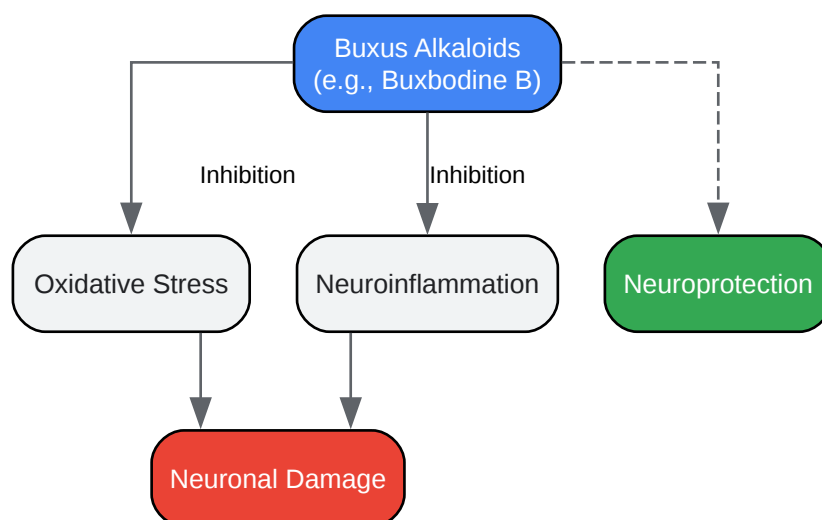 Buxus Alkaloids
(e.g., Buxbodine B)
Inhibition
Inhibition
Oxidative Stress
Neuroinflammation
Neuroprotection
Neuronal Damage